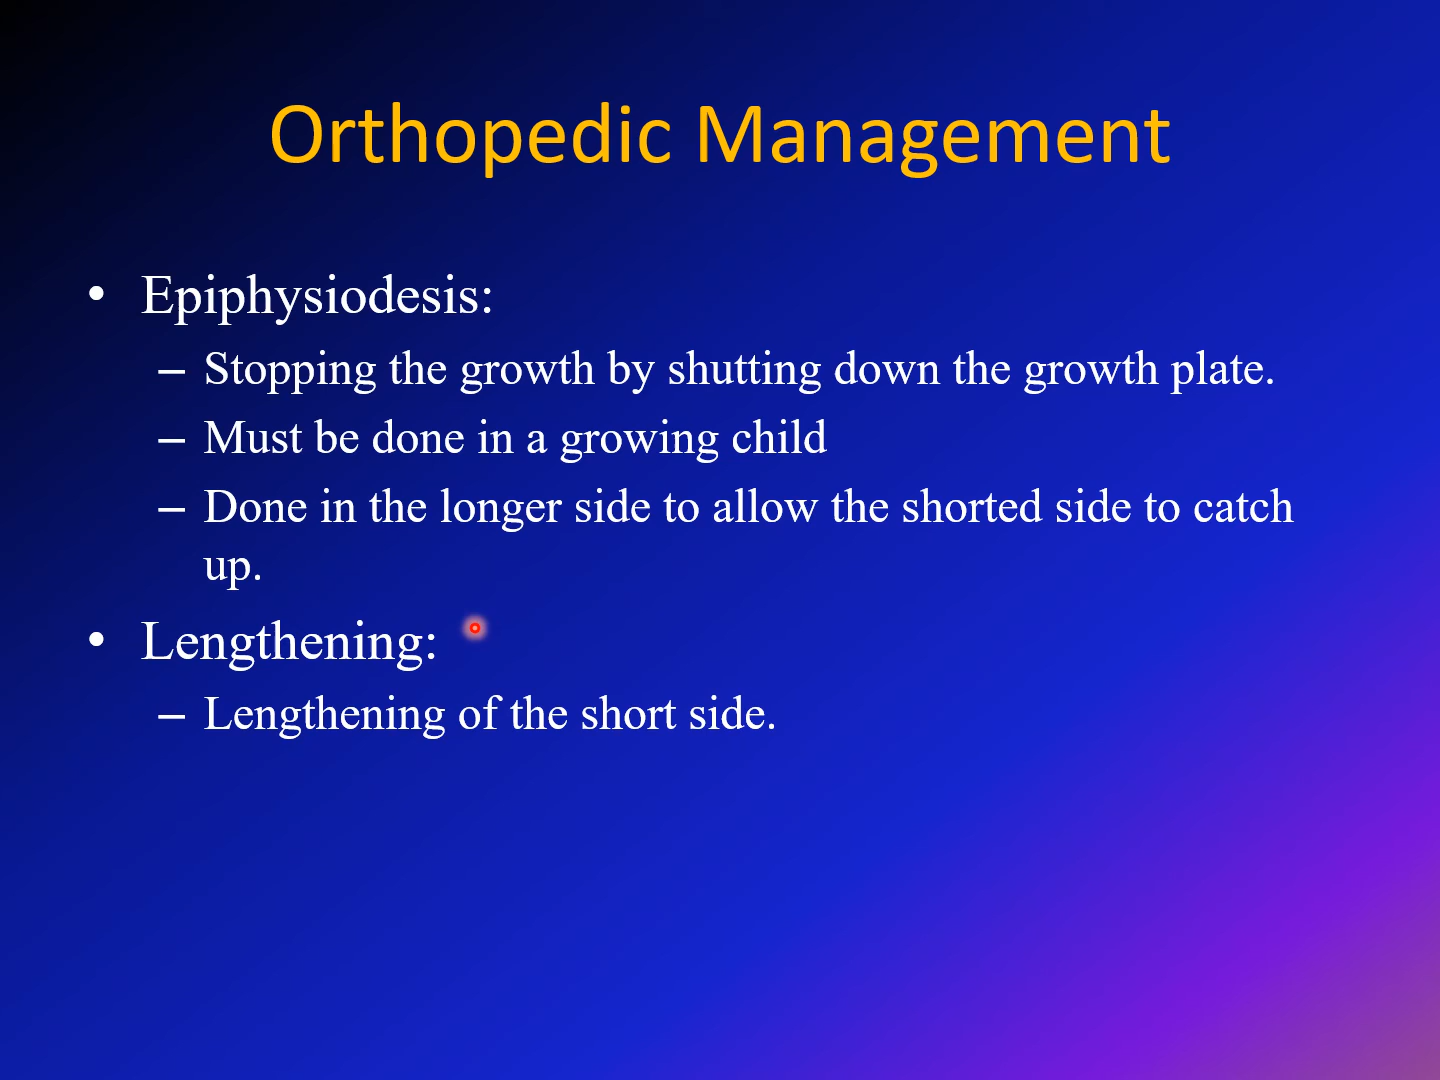 Orthopedic Management
• Epiphysiodesis:
– Stopping the growth by shutting down the growth plate.
– Must be done in a growing child
– Done in the longer side to allow the shorted side to catch
up.
• Lengthening:
– Lengthening of the short side.